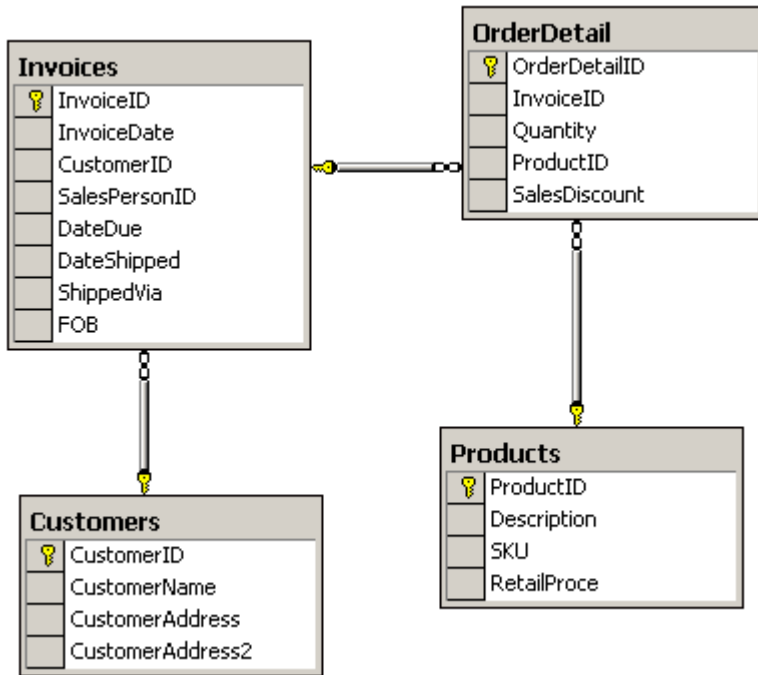 Invoices
InvoiceID
InvoiceDate
CustomerID
SalesPersonID
DateDue
DateShipped
ShippedVia
FOB
OrderDetail
OrderDetailID
InvoiceID
Quantity
ProductID
SalesDiscount
Customers
CustomerID
CustomerName
CustomerAddress
CustomerAddress2
Products
ProductID
Description
SKU
RetailProce